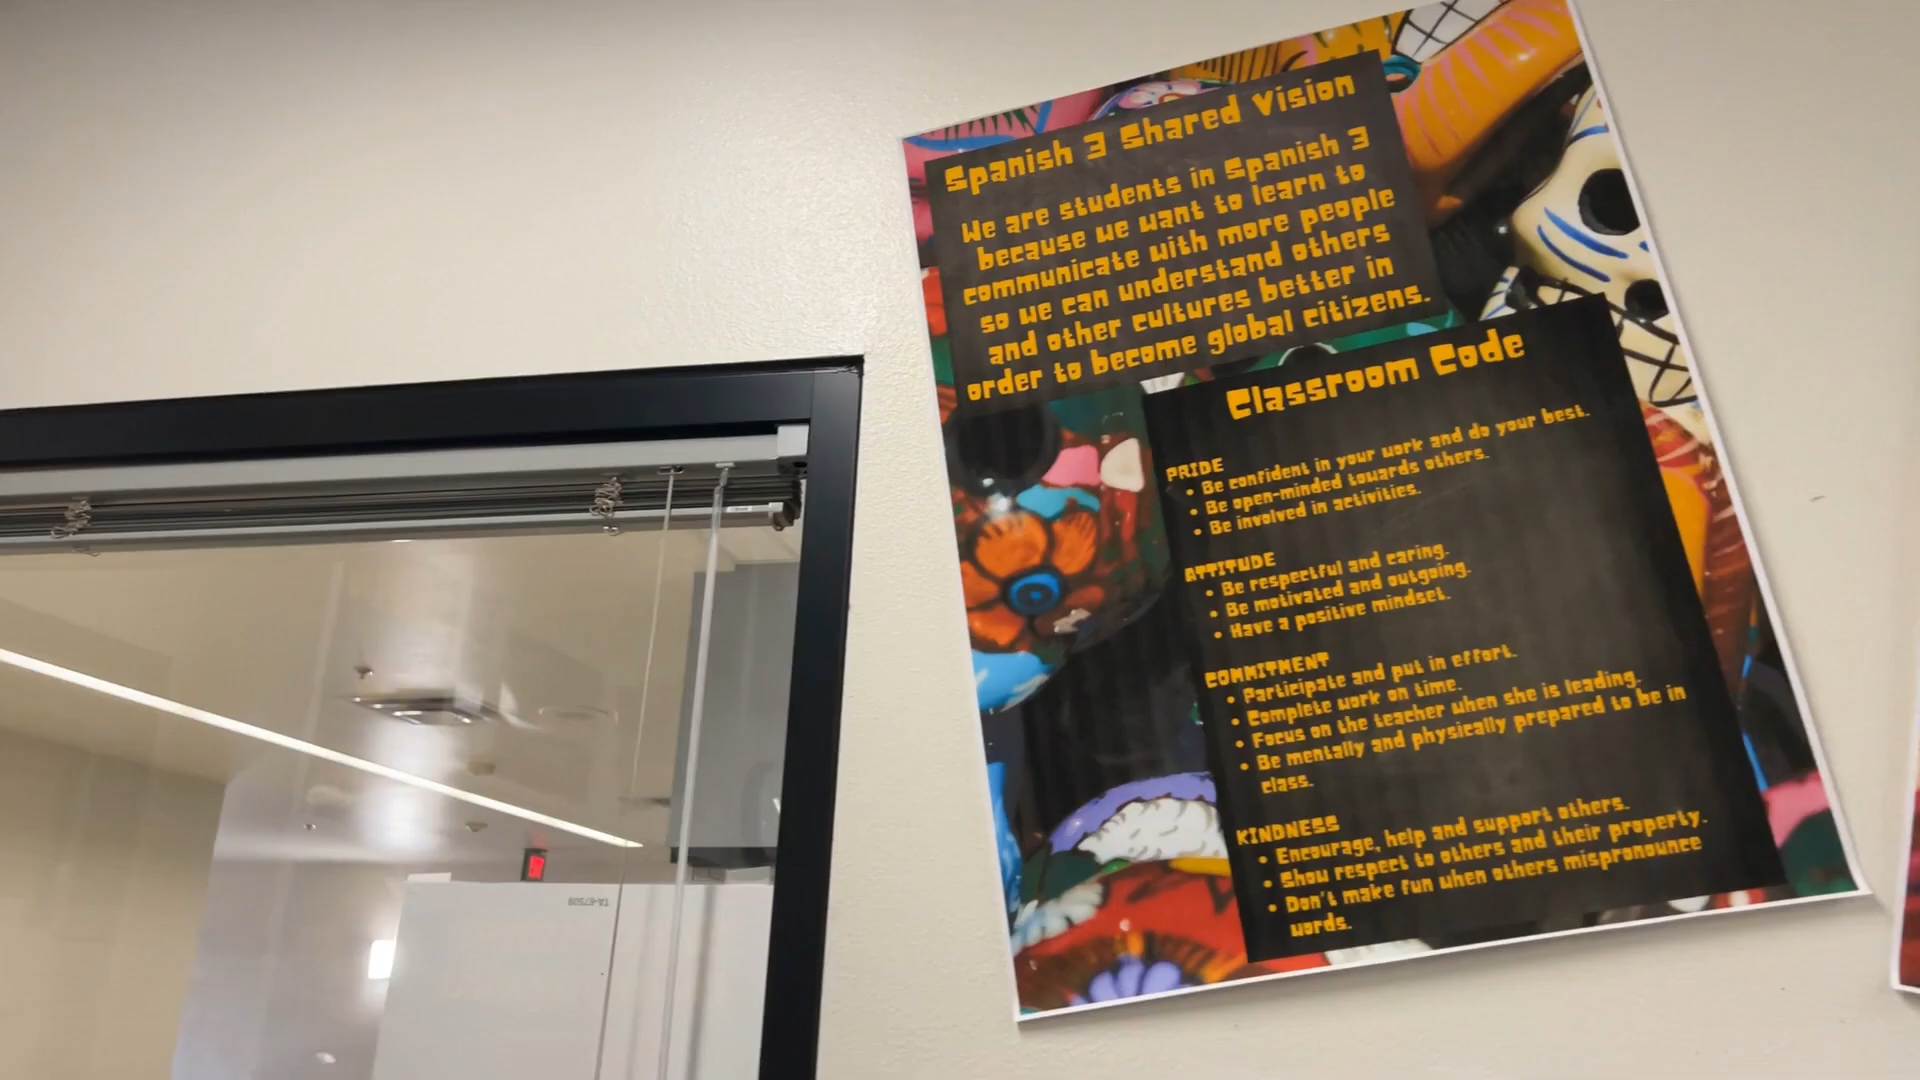 Spanish 3 Shared Vision
We are students in Spanish 3
because we want to learn to
communicate with more people
so we can understand others
and other cultures better in
order to become global citizens.
Classroom Code
PRIDE
• Be confident in your work and do your best.
• Be open-minded towards others.
• Be involved in activities.
ATTITUDE
• Be respectful and caring.
• Be motivated and outgoing.
• Have a positive mindset.
COMMITMENT
• Participate and put in effort.
• Complete work on time.
• Focus on the teacher when she is leading.
• Be mentally and physically prepared to be in
class.
KINDNESS
• Encourage, help and support others.
• Show respect to others and their property.
• Don't make fun when others mispronounce
words.